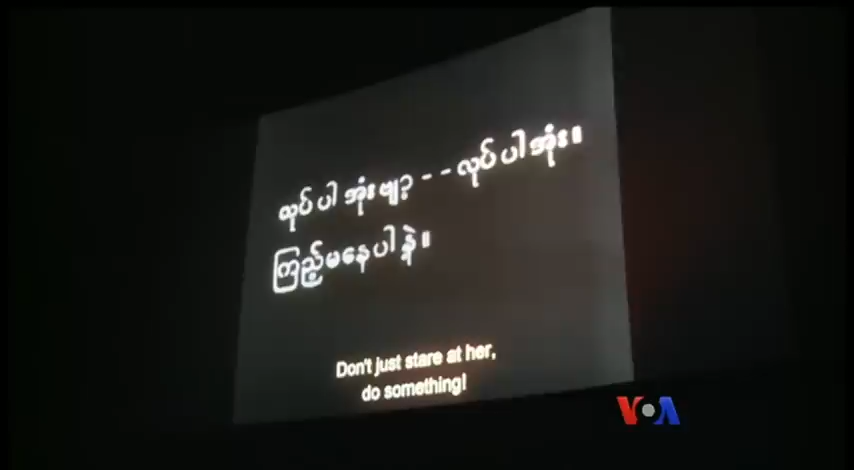 လုပ်ပါအုံးဗျာ့--လုပ်ပါအုံး။
ကြည့်မနေပါနဲ့။
Don't just stare at her,
do something!
VOA